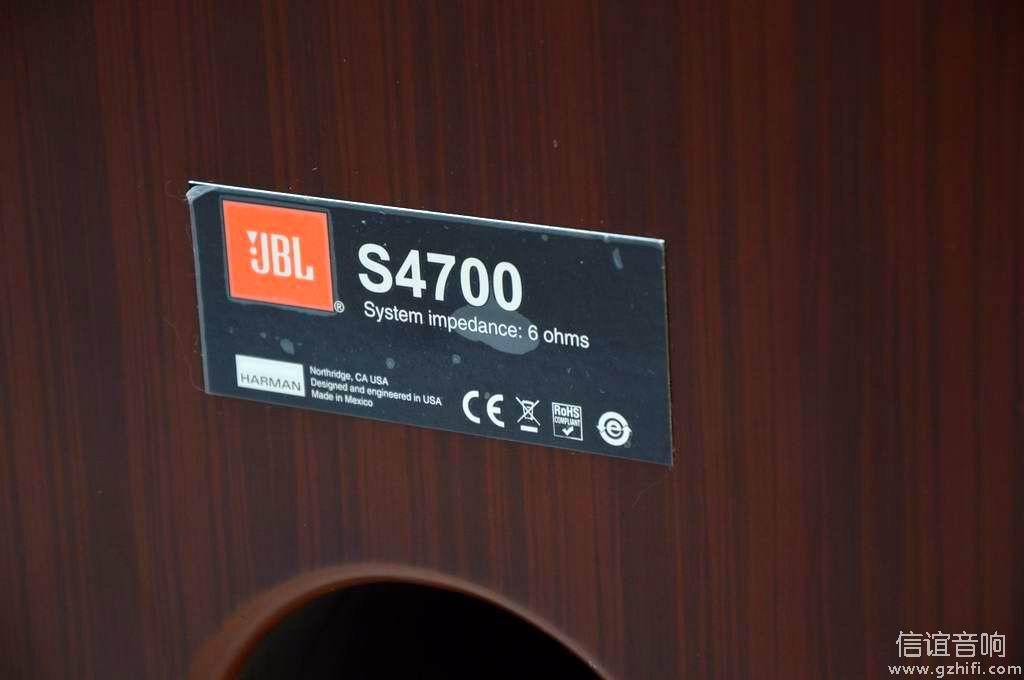 JBL
®
S4700
System impedance: 6 ohms
HARMAN
Northridge, CA USA
Designed and engineered in USA
Made in Mexico
CE
RoHS
COMPLIANT
e
信谊音响
www.gzhifi.com